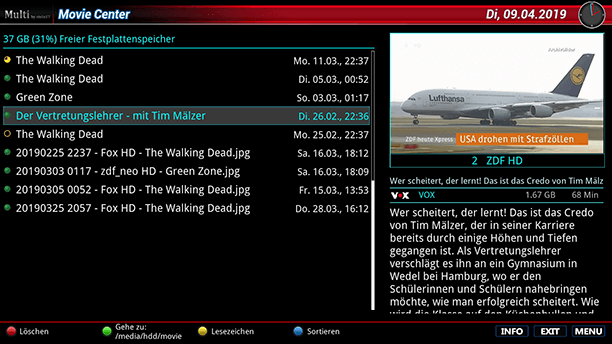 Multi by mcis17 Movie Center Di, 09.04.2019
37 GB (31%) Freier Festplattenspeicher
The Walking Dead Mo. 11.03., 22:37
The Walking Dead Di. 05.03., 00:52
Green Zone So. 03.03., 01:17
Der Vertretungslehrer - mit Tim Mälzer Di. 26.02., 22:36
The Walking Dead Mo. 25.02., 22:37
20190225 2237 - Fox HD - The Walking Dead.jpg Sa. 16.03., 18:12
20190303 0117 - zdf_neo HD - Green Zone.jpg Sa. 16.03., 18:09
20190305 0052 - Fox HD - The Walking Dead.jpg Fr. 15.03., 13:53
20190325 2057 - Fox HD - The Walking Dead.jpg Do. 28.03., 16:12
Lufthansa
ZDF heute Xpress: USA drohen mit Strafzöllen
2 ZDF HD
Wer scheitert, der lernt! Das ist das Credo von Tim Mälz
VOX VOX 1.67 GB 68 Min
Wer scheitert, der lernt! Das ist das Credo
von Tim Mälzer, der in seiner Karriere
bereits durch einige Höhen und Tiefen
gegangen ist. Als Vertretungslehrer
verschlägt es ihn an ein Gymnasium in
Wedel bei Hamburg, wo er den
Schülerinnen und Schülern nahebringen
möchte, wie man erfolgreich scheitert. Wie
wird die Klasse auf den Küchenbullen und
Löschen
Gehe zu:
/media/hdd/movie
Lesezeichen
Sortieren
INFO EXIT MENU